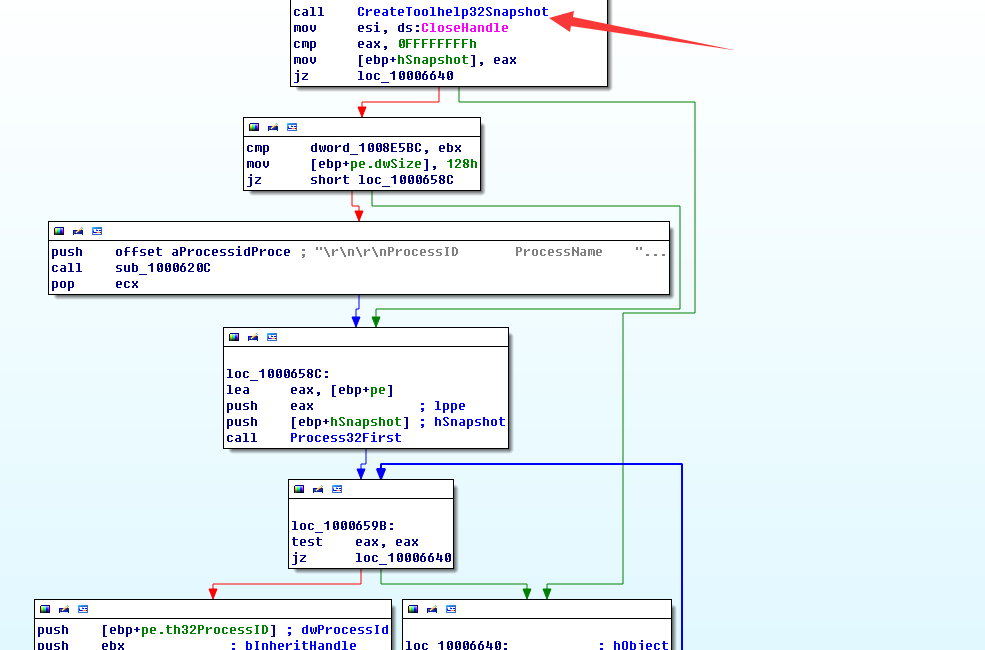 call CreateToolhelp32Snapshot
mov esi, ds:CloseHandle
cmp eax, 0FFFFFFFFh
mov [ebp+hSnapshot], eax
jz loc_10006640
cmp dword_1008E5BC, ebx
mov [ebp+pe.dwSize], 128h
jz short loc_1000658C
push offset aProcessidProce ; "\r\n\r\nProcessID ProcessName "...
call sub_1000620C
pop ecx
loc_1000658C:
lea eax, [ebp+pe]
push eax ; lppe
push [ebp+hSnapshot] ; hSnapshot
call Process32First
loc_1000659B:
test eax, eax
jz loc_10006640
push [ebp+pe.th32ProcessID] ; dwProcessId
push ebx ; bInheritHandle
loc_10006640: ; hObject